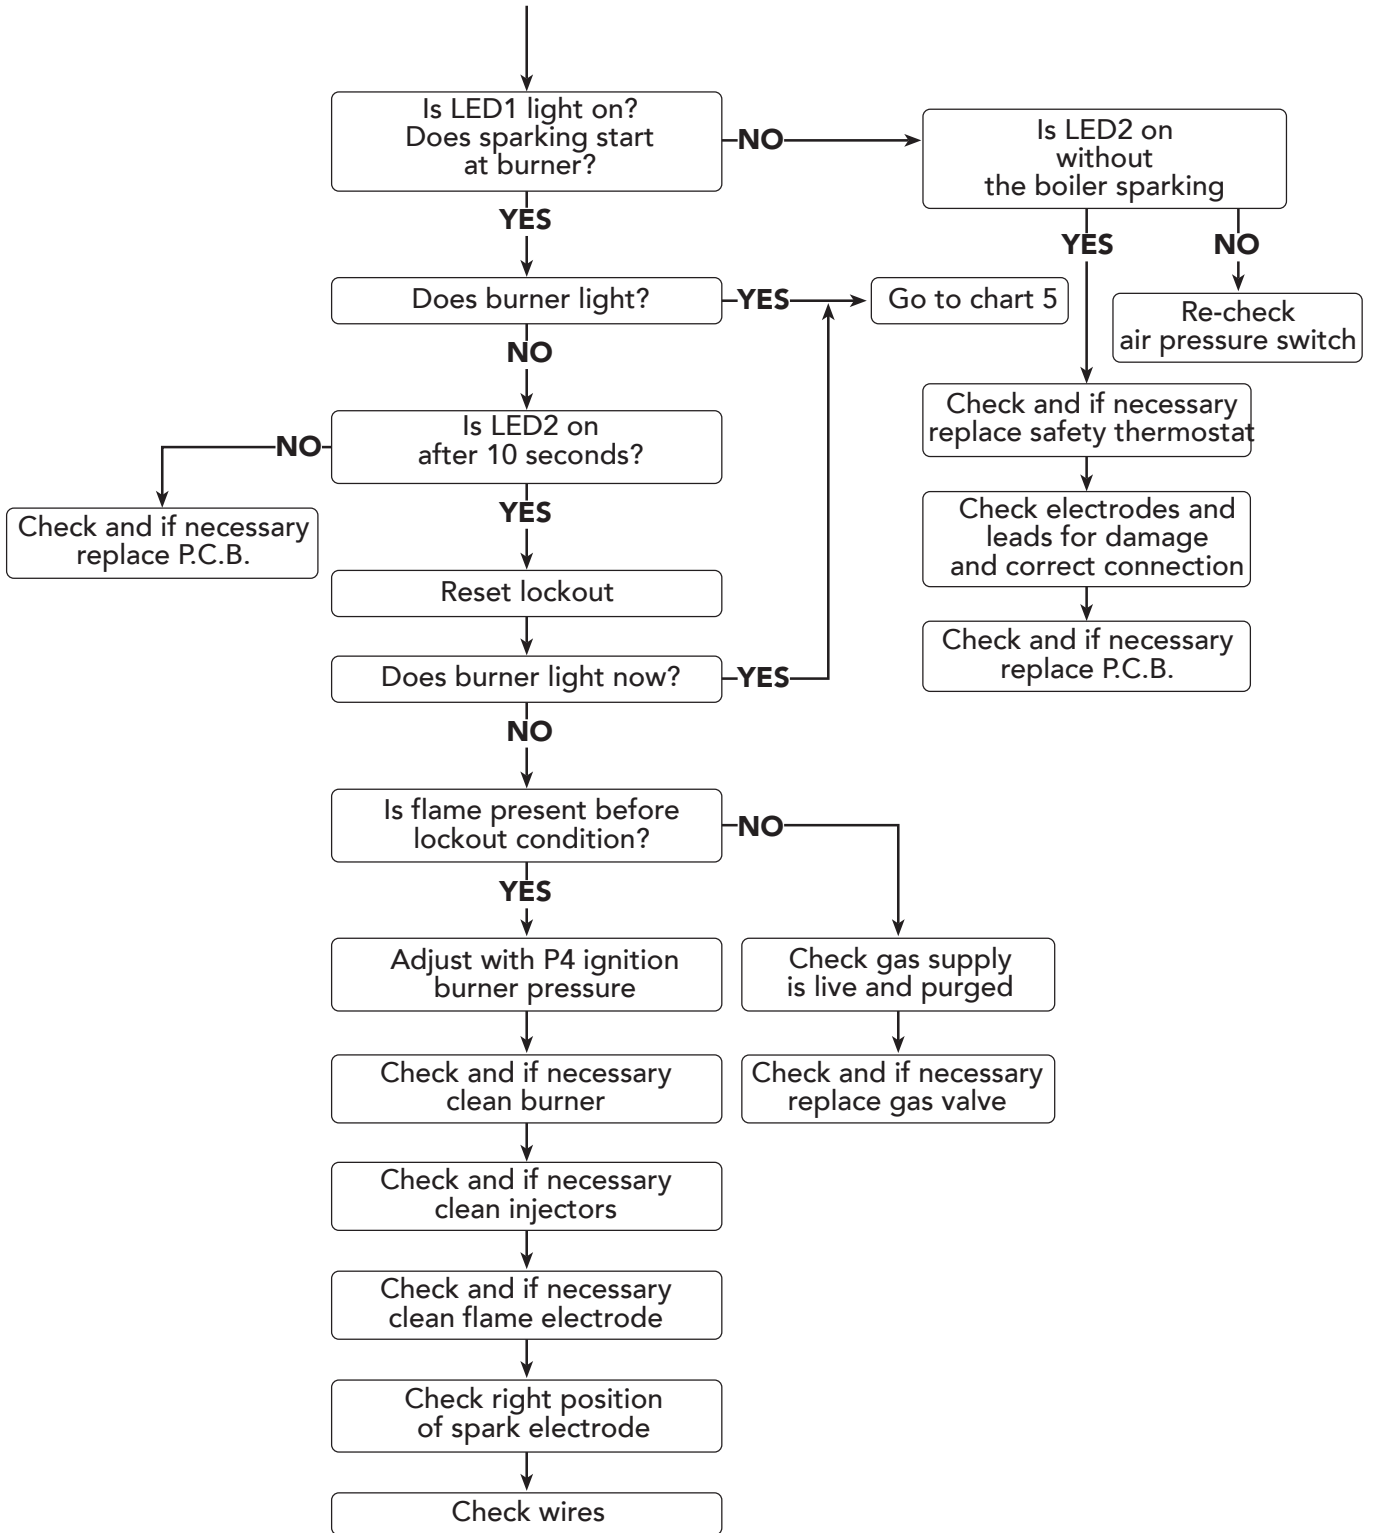 Is LED1 light on?
Does sparking start
at burner?
NO
Is LED2 on
without
the boiler sparking
YES
YES
NO
Does burner light?
YES
Go to chart 5
Re-check
air pressure switch
NO
Check and if necessary
replace safety thermostat
Is LED2 on
after 10 seconds?
NO
YES
Check and if necessary
replace P.C.B.
Check electrodes and
leads for damage
and correct connection
Reset lockout
Check and if necessary
replace P.C.B.
Does burner light now?
YES
NO
Is flame present before
lockout condition?
NO
YES
Adjust with P4 ignition
burner pressure
Check gas supply
is live and purged
Check and if necessary
clean burner
Check and if necessary
replace gas valve
Check and if necessary
clean injectors
Check and if necessary
clean flame electrode
Check right position
of spark electrode
Check wires